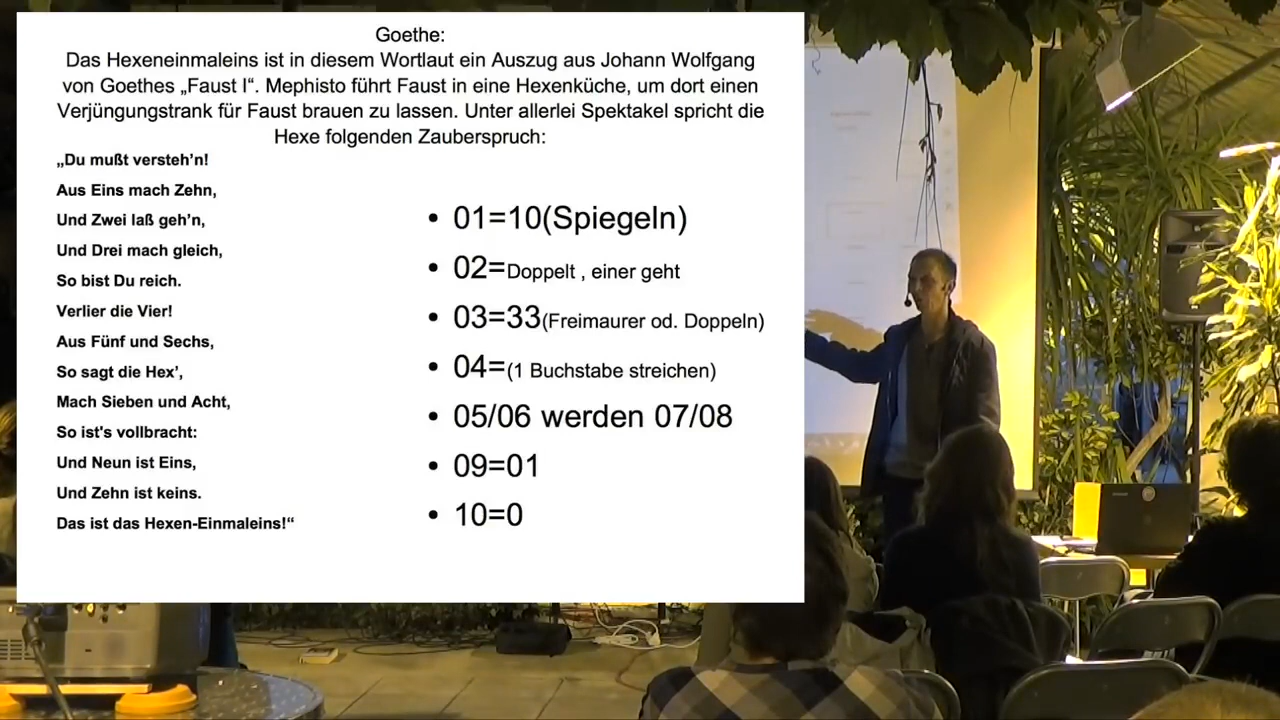 Goethe:
Das Hexeneinmaleins ist in diesem Wortlaut ein Auszug aus Johann Wolfgang
von Goethes „Faust I“. Mephisto führt Faust in eine Hexenküche, um dort einen
Verjüngungstrank für Faust brauen zu lassen. Unter allerlei Spektakel spricht die
Hexe folgenden Zauberspruch:
„Du mußt versteh’n!
Aus Eins mach Zehn,
Und Zwei laß geh’n,
Und Drei mach gleich,
So bist Du reich.
Verlier die Vier!
Aus Fünf und Sechs,
So sagt die Hex’,
Mach Sieben und Acht,
So ist's vollbracht:
Und Neun ist Eins,
Und Zehn ist keins.
Das ist das Hexen-Einmaleins!“
• 01=10(Spiegeln)
• 02=Doppelt , einer geht
• 03=33(Freimaurer od. Doppeln)
• 04=(1 Buchstabe streichen)
• 05/06 werden 07/08
• 09=01
• 10=0